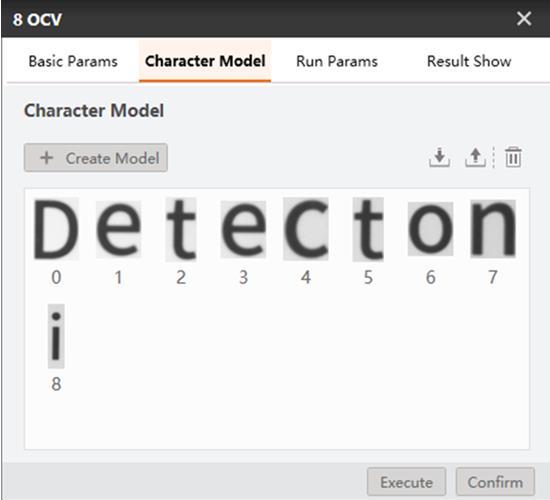 8 OCV
Basic Params Character Model Run Params Result Show
Character Model
+ Create Model
D e t e c t o n
0 1 2 3 4 5 6 7
i
8
Execute Confirm